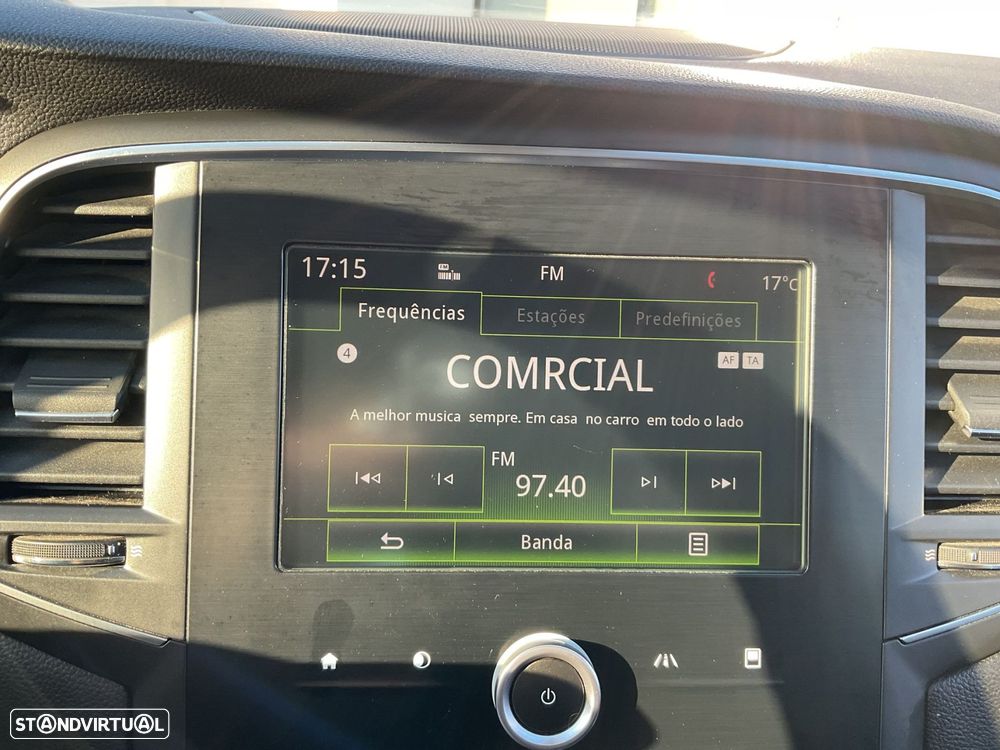 17:15 FM 17°C
Frequências Estações Predefinições
4 AF TA
COMRCIAL
A melhor musica sempre. Em casa no carro em todo o lado
FM
97.40
Banda
STANDVIRTUAL